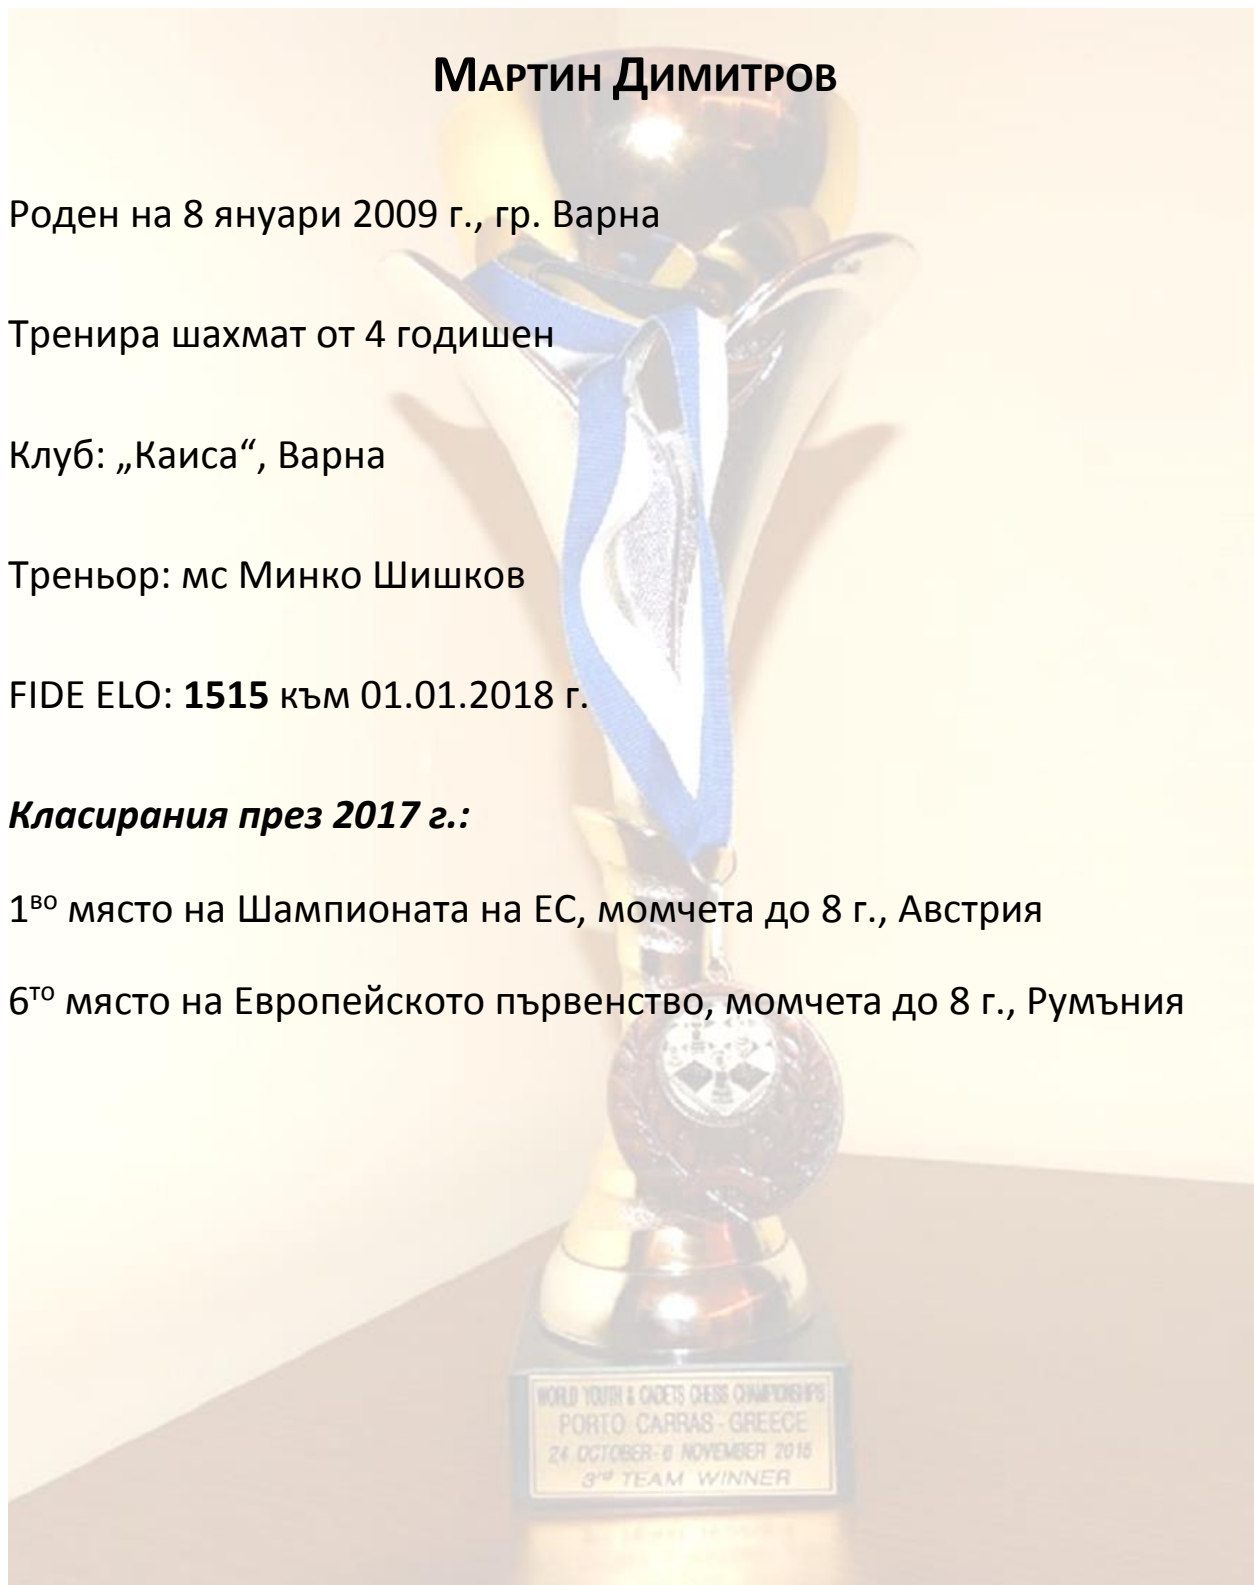 Мартин Димитров
Роден на 8 януари 2009 г., гр. Варна
Тренира шахмат от 4 годишен
Клуб: „Каиса“, Варна
Треньор: мс Минко Шишков
FIDE ELO: 1515 към 01.01.2018 г.
Класирания през 2017 г.:
1во място на Шампионата на ЕС, момчета до 8 г., Австрия
6то място на Европейското първенство, момчета до 8 г., Румъния
WORLD YOUTH & CADETS CHESS CHAMPIONSHIPS
PORTO CARRAS - GREECE
24 OCTOBER - 6 NOVEMBER
3rd TEAM WINNER